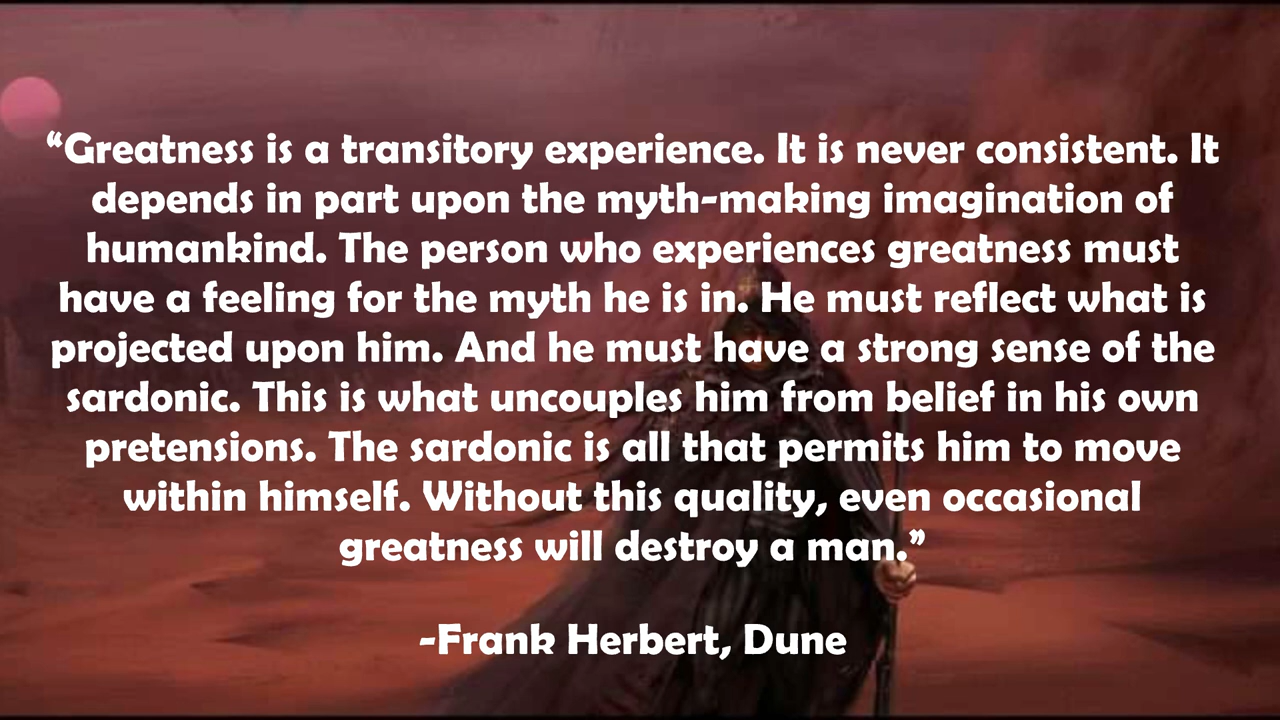 “Greatness is a transitory experience. It is never consistent. It
depends in part upon the myth-making imagination of
humankind. The person who experiences greatness must
have a feeling for the myth he is in. He must reflect what is
projected upon him. And he must have a strong sense of the
sardonic. This is what uncouples him from belief in his own
pretensions. The sardonic is all that permits him to move
within himself. Without this quality, even occasional
greatness will destroy a man.”
-Frank Herbert, Dune